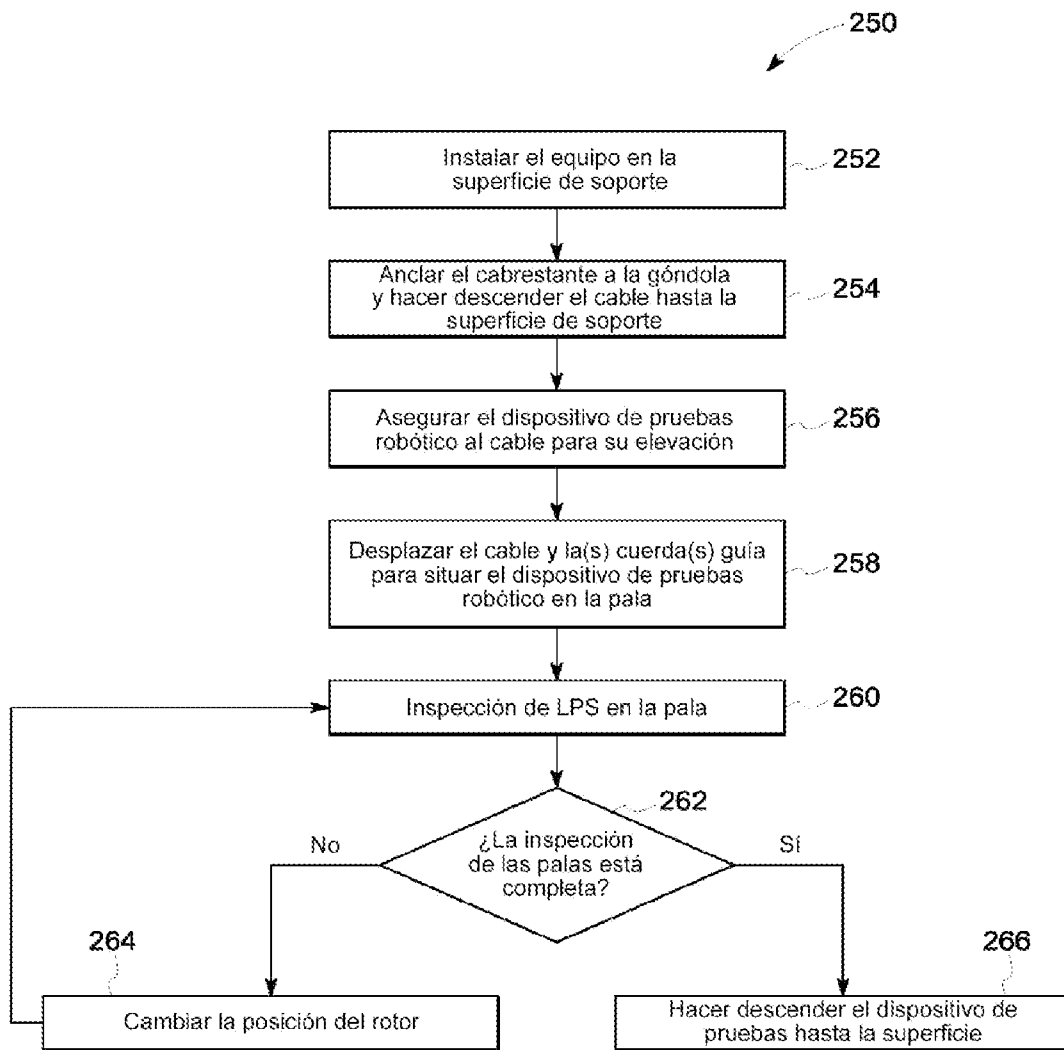 250
Instalar el equipo en la
superficie de soporte
252
Anclar el cabrestante a la góndola
y hacer descender el cable hasta la
superficie de soporte
254
Asegurar el dispositivo de pruebas
robótico al cable para su elevación
256
Desplazar el cable y la(s) cuerda(s) guía
para situar el dispositivo de pruebas
robótico en la pala
258
Inspección de LPS en la pala
260
262
¿La inspección
de las palas está
completa?
No
Sí
264
Cambiar la posición del rotor
266
Hacer descender el dispositivo de
pruebas hasta la superficie